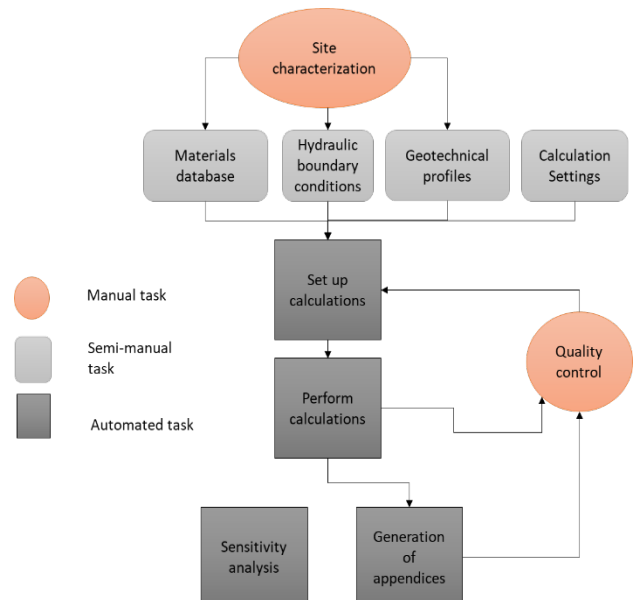 Site
characterization
Materials
database
Hydraulic
boundary
conditions
Geotechnical
profiles
Calculation
Settings
Set up
calculations
Manual task
Semi-manual
task
Automated task
Quality
control
Perform
calculations
Sensitivity
analysis
Generation
of
appendices